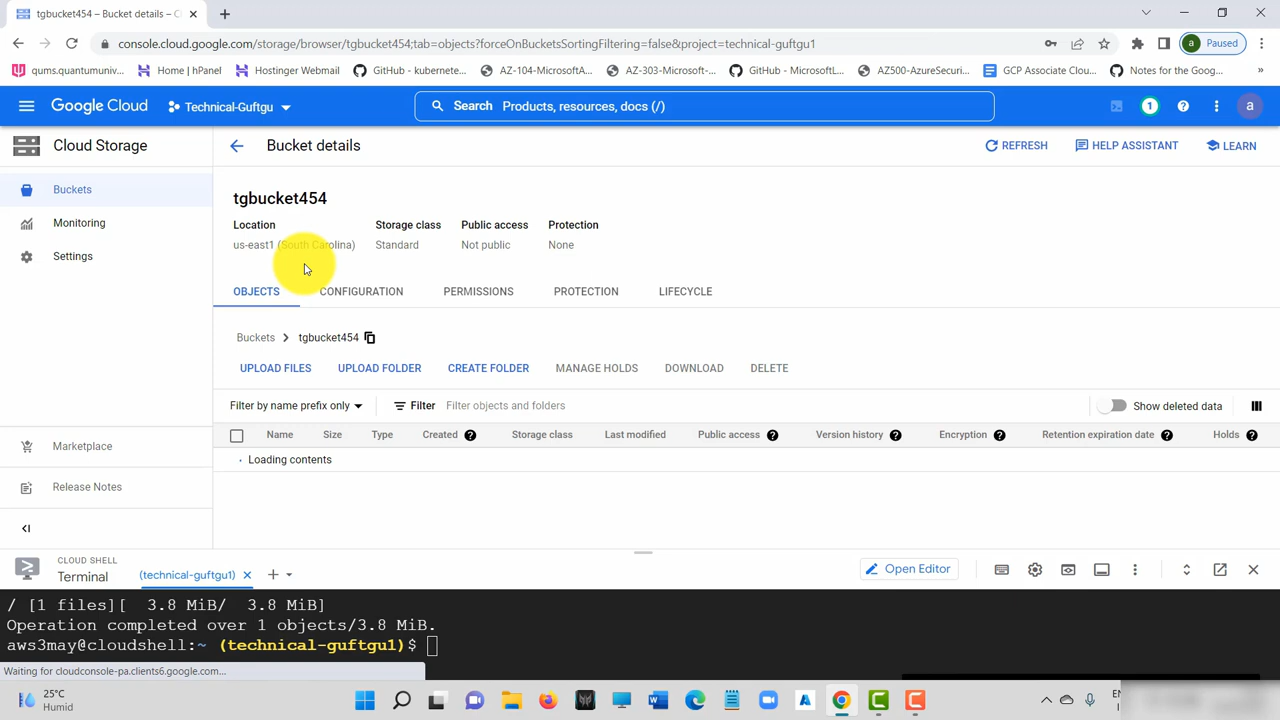 tgbucket454 – Bucket details – C
console.cloud.google.com/storage/browser/tgbucket454;tab=objects?forceOnBucketsSortingFiltering=false&project=technical-guftgu1
a Paused
qums.quantumuniv...
Home | hPanel
Hostinger Webmail
GitHub - kubernete...
AZ-104-MicrosoftA...
AZ-303-Microsoft-...
GitHub - MicrosoftL...
AZ500-AzureSecuri...
GCP Associate Clou...
Notes for the Goog...
»
Google Cloud
Technical-Guftgu
Search Products, resources, docs (/)
1
a
Cloud Storage
Bucket details
REFRESH
HELP ASSISTANT
LEARN
Buckets
Monitoring
Settings
Marketplace
Release Notes
tgbucket454
Location Storage class Public access Protection
us-east1 (South Carolina) Standard Not public None
OBJECTS CONFIGURATION PERMISSIONS PROTECTION LIFECYCLE
Buckets > tgbucket454
UPLOAD FILES UPLOAD FOLDER CREATE FOLDER MANAGE HOLDS DOWNLOAD DELETE
Filter by name prefix only Filter Filter objects and folders Show deleted data
Name Size Type Created Storage class Last modified Public access Version history Encryption Retention expiration date Holds
Loading contents
CLOUD SHELL
Terminal
(technical-guftgu1)
Open Editor
/ [1 files][ 3.8 MiB/ 3.8 MiB]
Operation completed over 1 objects/3.8 MiB.
aws3may@cloudshell:~ (technical-guftgu1)$
Waiting for cloudconsole-pa.clients6.google.com...
25°C
Humid